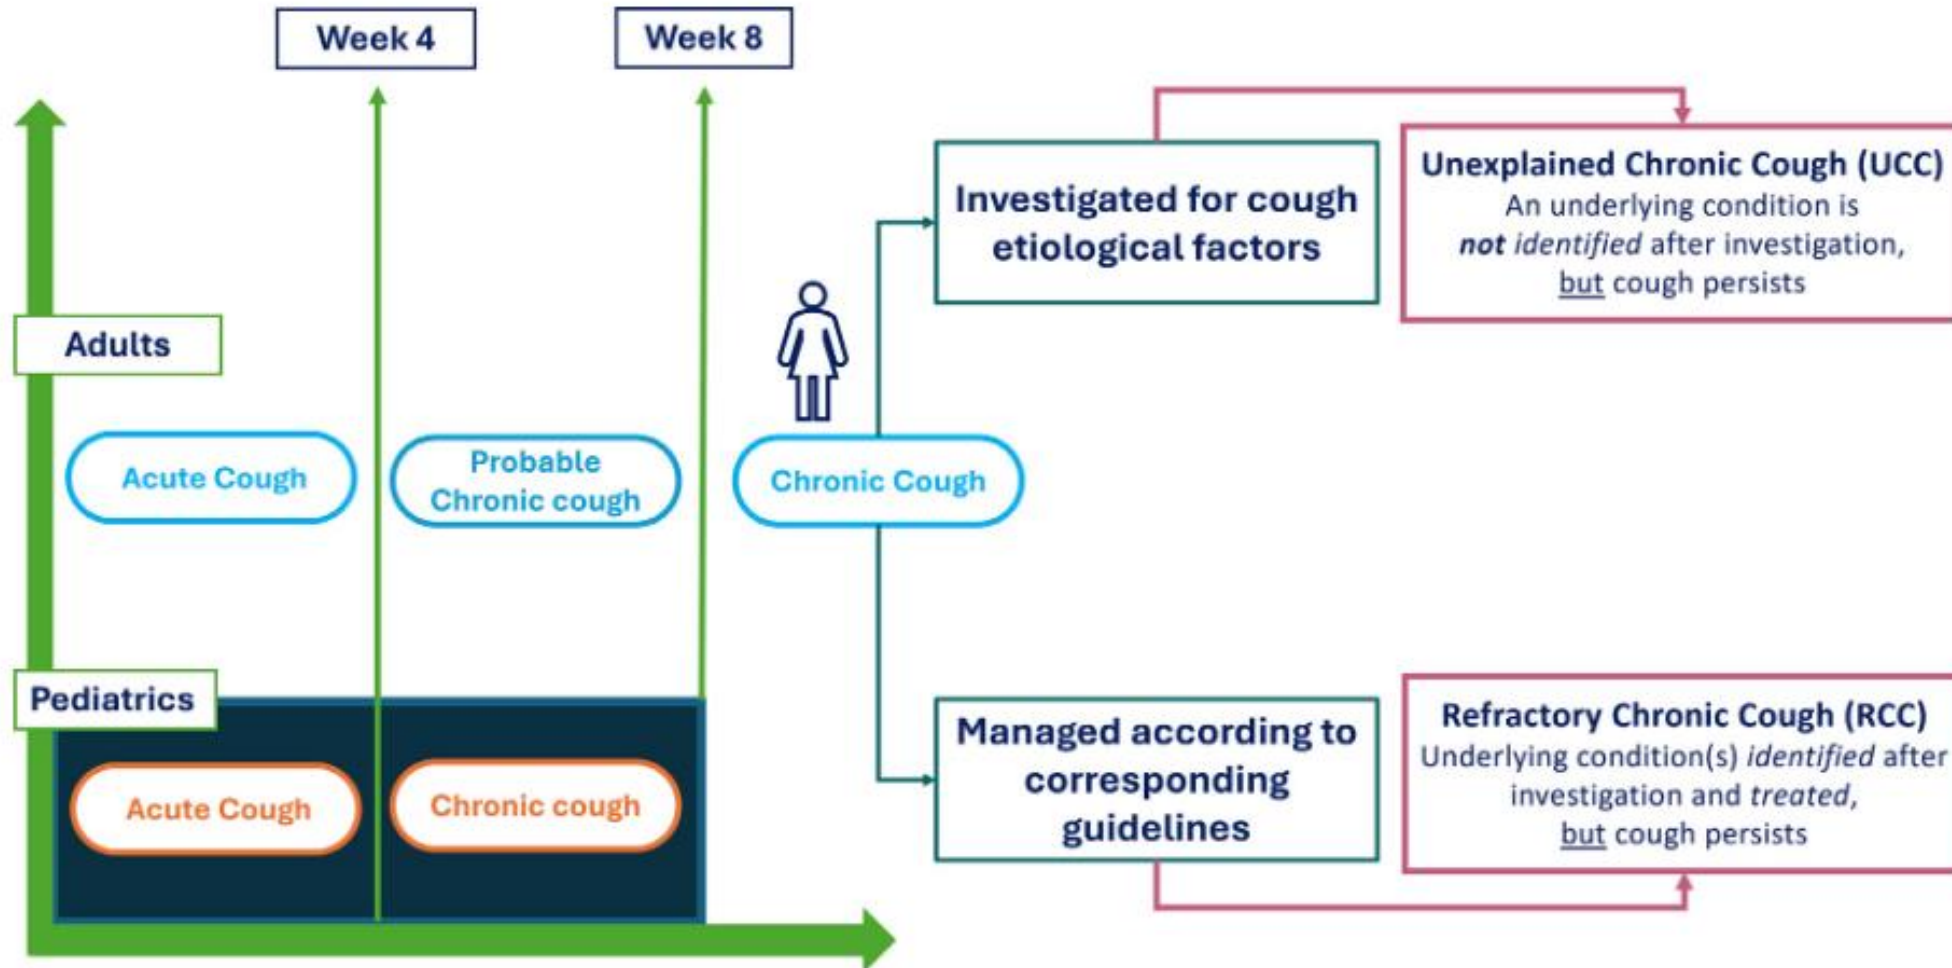 Week 4
Week 8
Adults
Acute Cough
Probable
Chronic cough
Chronic Cough
Pediatrics
Acute Cough
Chronic cough
Investigated for cough
etiological factors
Unexplained Chronic Cough (UCC)
An underlying condition is
not identified after investigation,
but cough persists
Managed according to
corresponding
guidelines
Refractory Chronic Cough (RCC)
Underlying condition(s) identified after
investigation and treated,
but cough persists